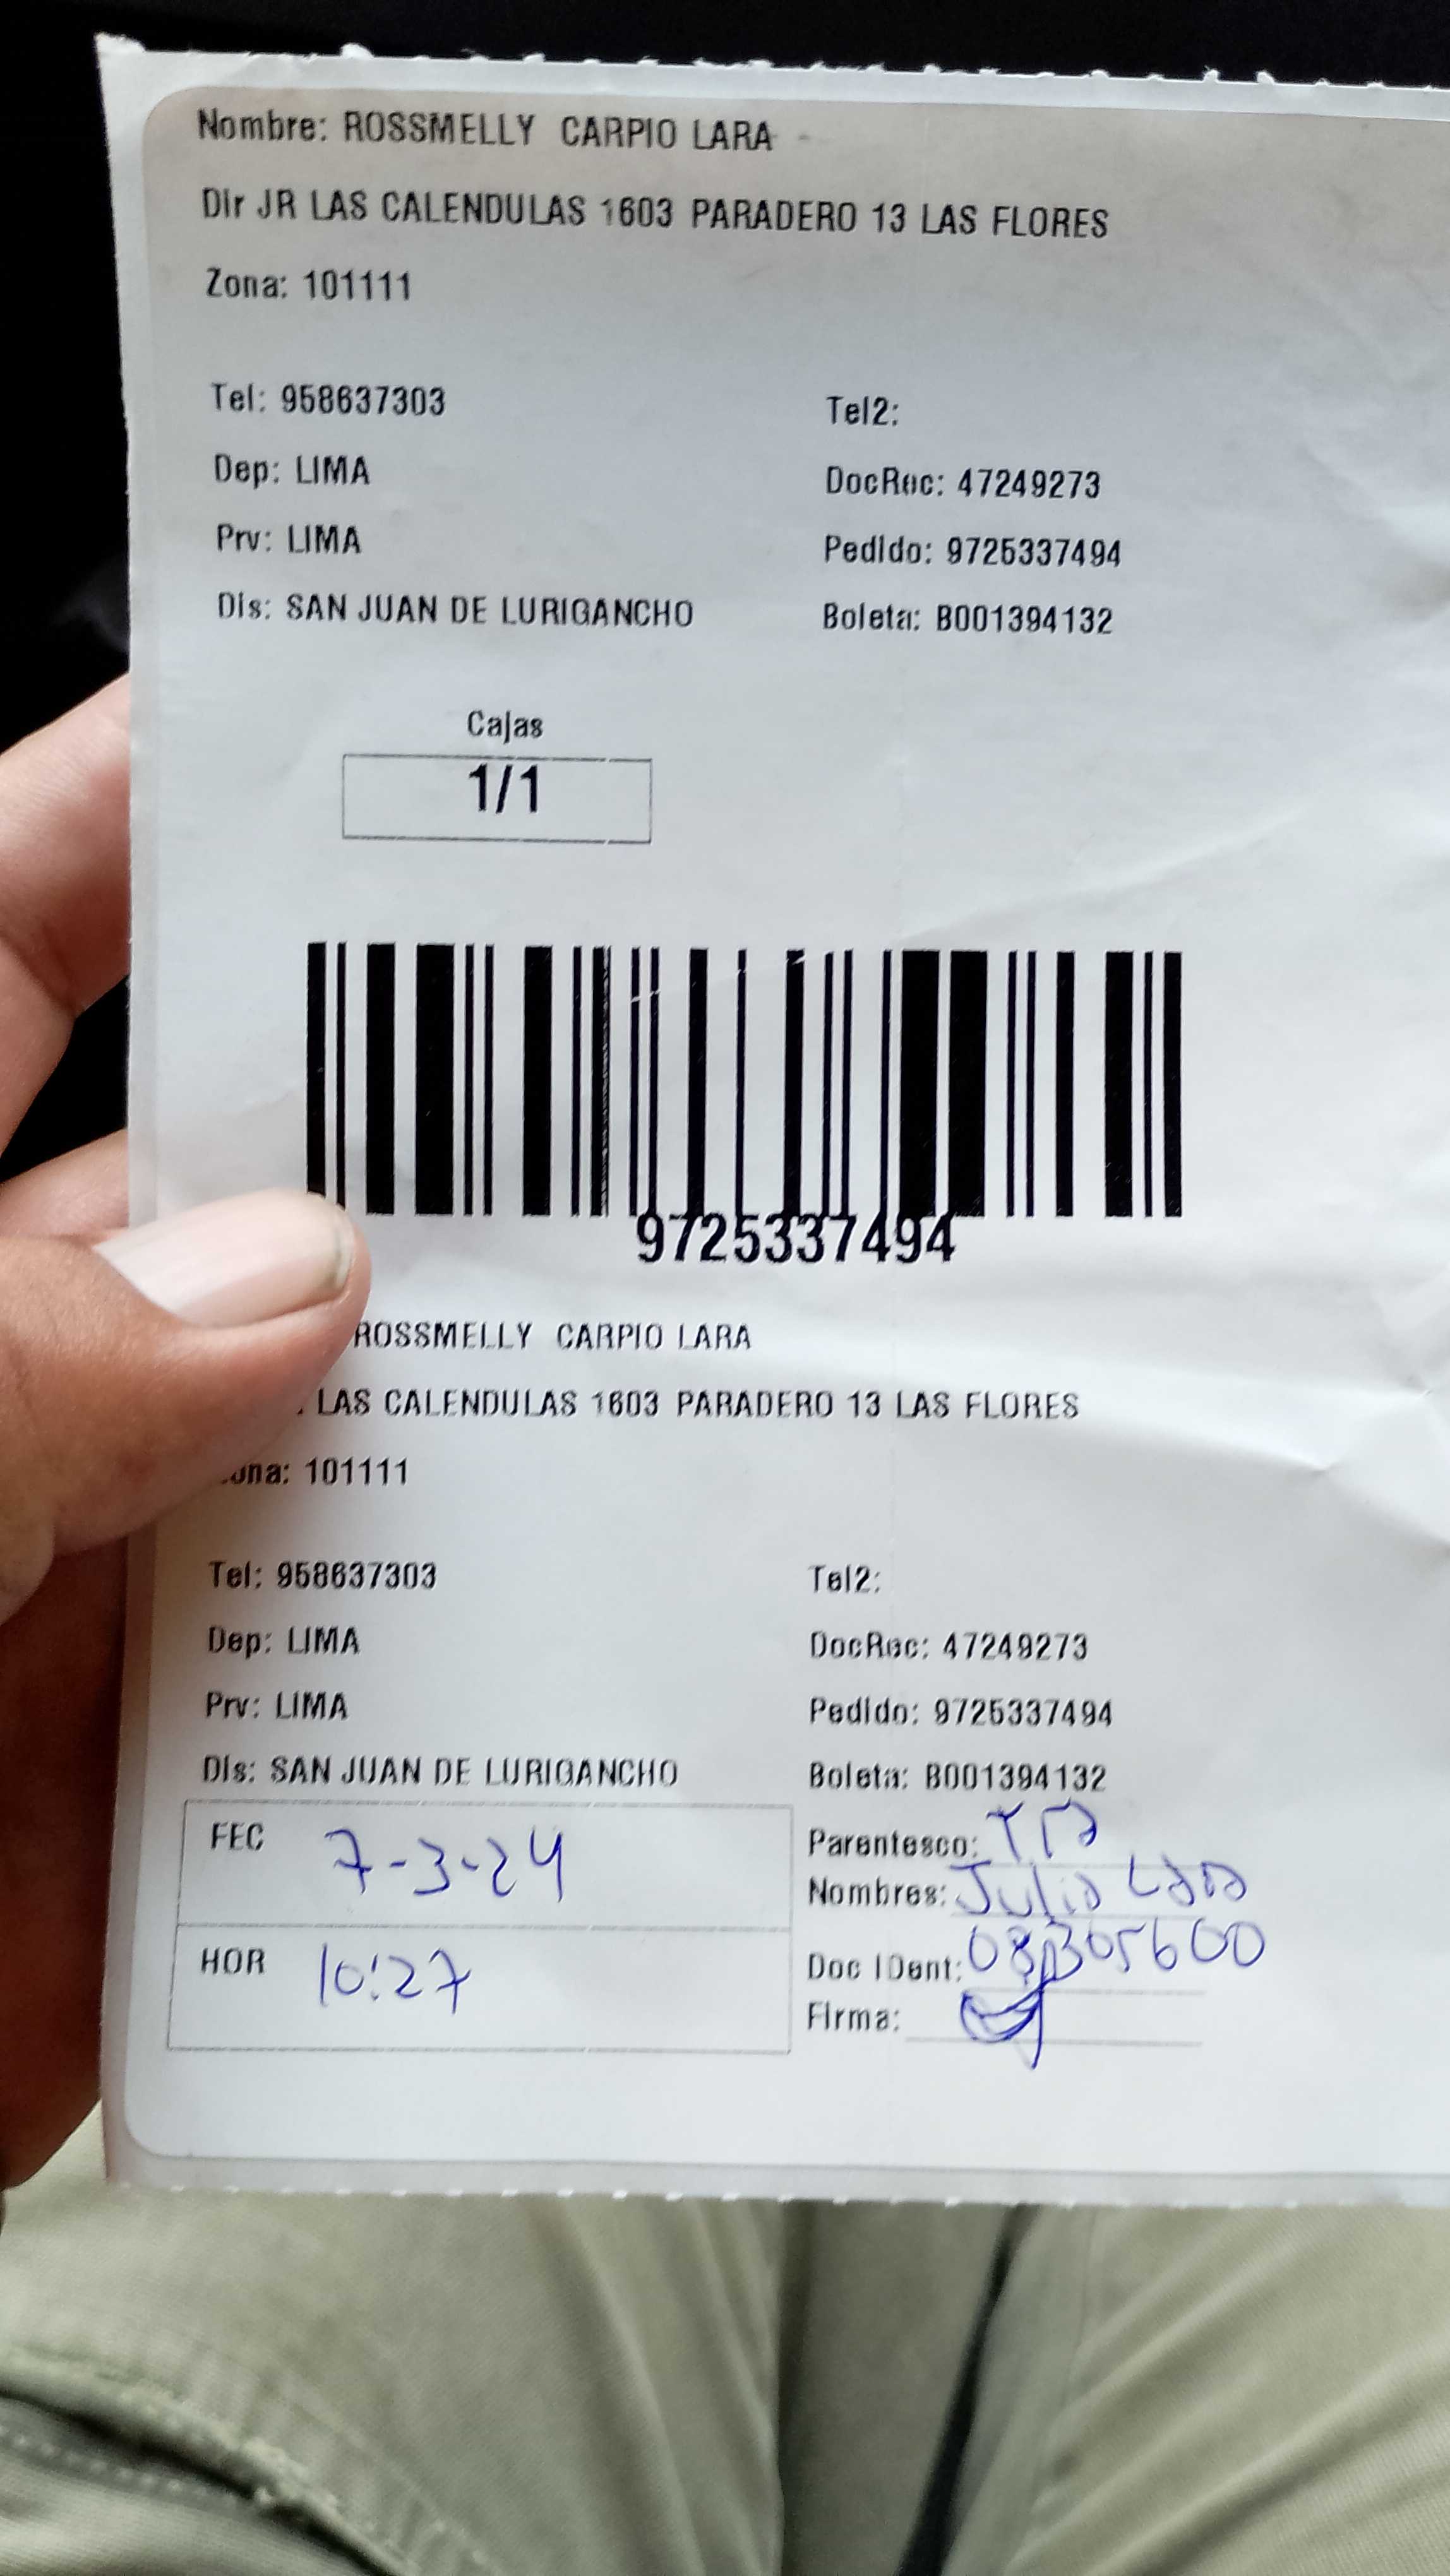 Nombre: ROSSMELLY CARPIO LARA
Dir JR LAS CALENDULAS 1603 PARADERO 13 LAS FLORES
Zona: 101111
Tel: 958637303 Tel2:
Dep: LIMA DocRec: 47249273
Prv: LIMA Pedido: 9725337494
Dis: SAN JUAN DE LURIGANCHO Boleta: B001394132
Cajas
1/1
9725337494
ROSSMELLY CARPIO LARA
. LAS CALENDULAS 1603 PARADERO 13 LAS FLORES
ona: 101111
Tel: 958637303 Tel2:
Dep: LIMA DocRec: 47249273
Prv: LIMA Pedido: 9725337494
Dis: SAN JUAN DE LURIGANCHO Boleta: B001394132
FEC 7-3-24 Parentesco:
Nombres: Julia Lara
HOR 10:27 Doc IDent:
Firma: